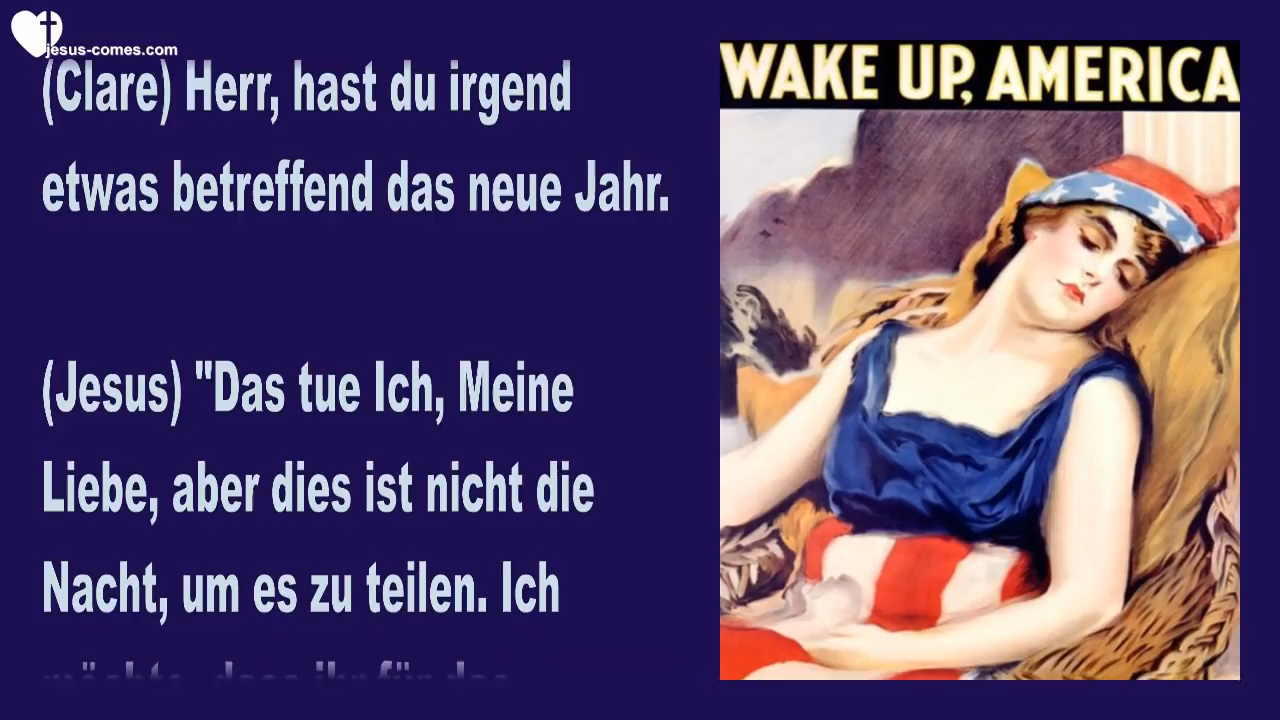 jesus-comes.com
(Clare) Herr, hast du irgend
etwas betreffend das neue Jahr.
(Jesus) "Das tue Ich, Meine
Liebe, aber dies ist nicht die
Nacht, um es zu teilen. Ich
WAKE UP, AMERICA